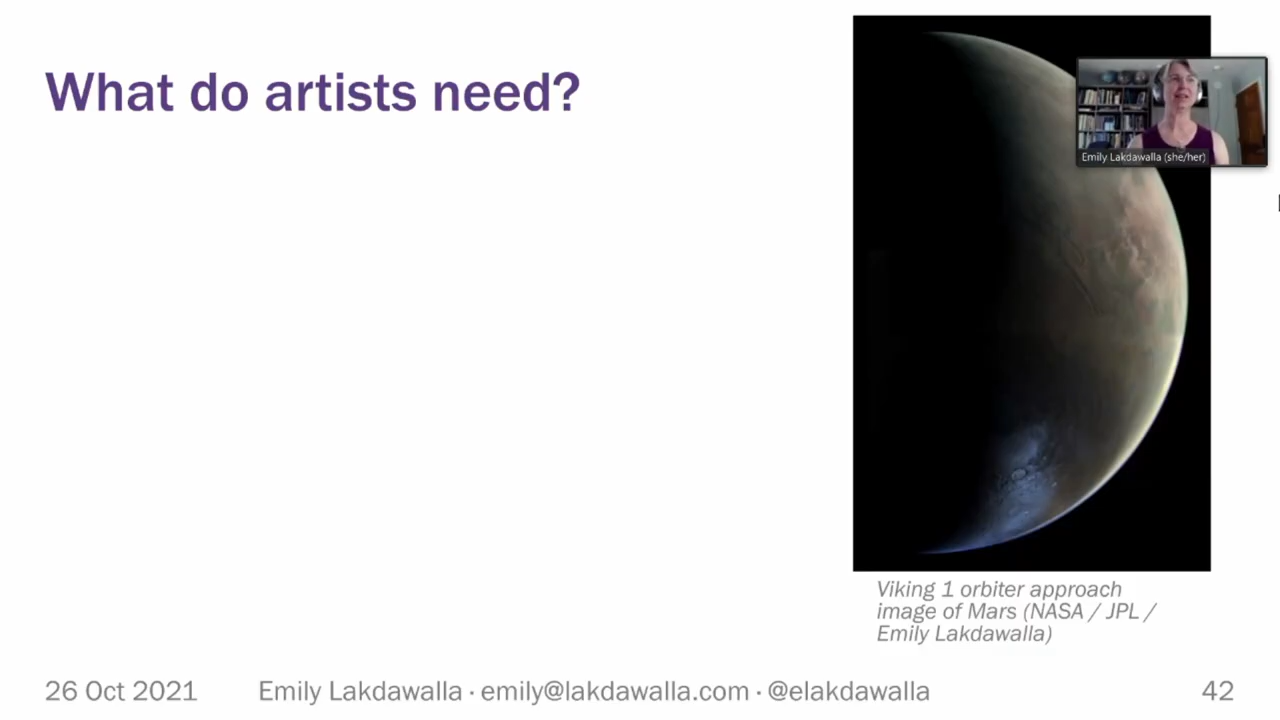 What do artists need?
Emily Lakdawalla (she/her)
Viking 1 orbiter approach
image of Mars (NASA / JPL /
Emily Lakdawalla)
26 Oct 2021 Emily Lakdawalla · emily@lakdawalla.com · @elakdawalla 42